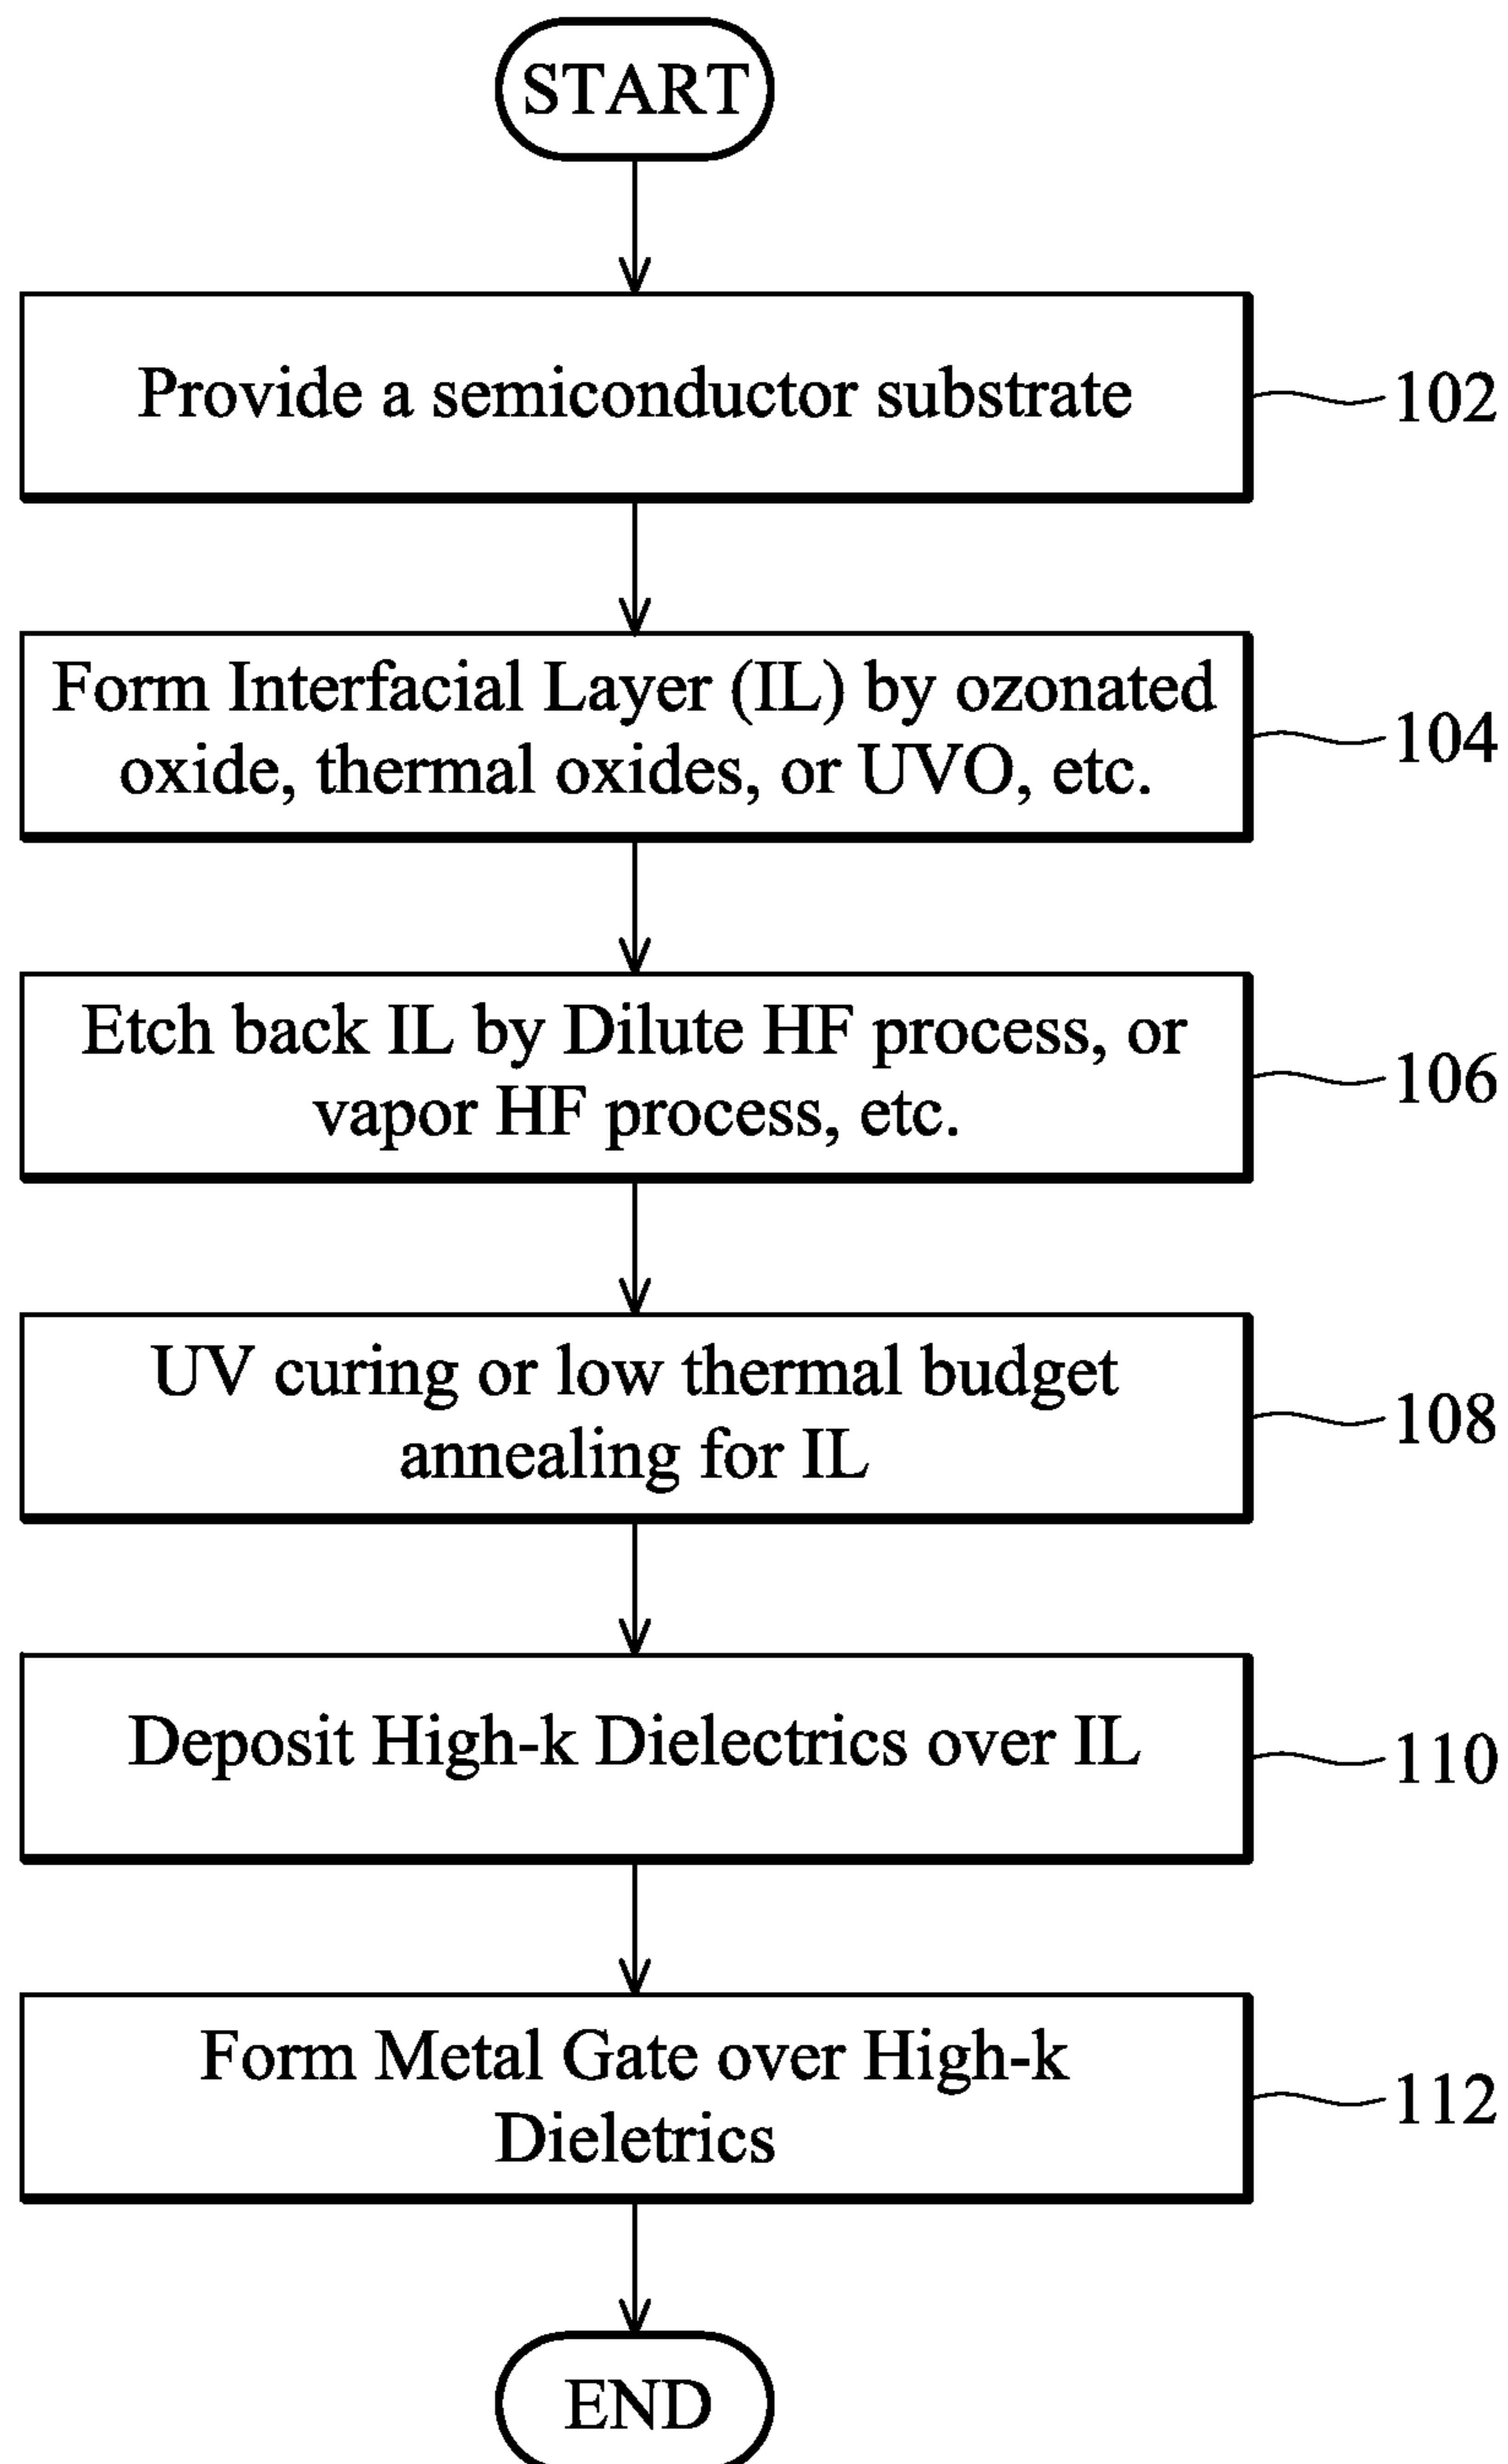 START
Provide a semiconductor substrate
102
Form Interfacial Layer (IL) by ozonated
oxide, thermal oxides, or UVO, etc.
104
Etch back IL by Dilute HF process, or
vapor HF process, etc.
106
UV curing or low thermal budget
annealing for IL
108
Deposit High-k Dielectrics over IL
110
Form Metal Gate over High-k
Dieletrics
112
END